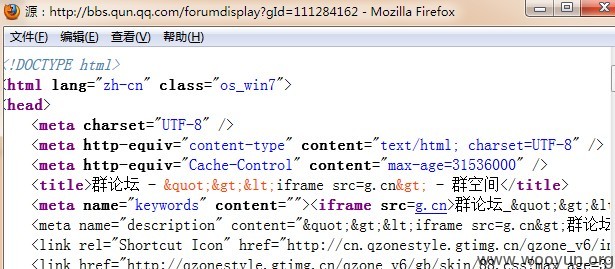 源：http://bbs.qun.qq.com/forumdisplay?gId=111284162 - Mozilla Firefox
文件(F) 编辑(E) 查看(V) 帮助(H)
<!DOCTYPE html>
<html lang="zh-cn" class="os_win7">
<head>
<meta charset="UTF-8" />
<meta http-equiv="content-type" content="text/html; charset=UTF-8" />
<meta http-equiv="Cache-Control" content="max-age=31536000" />
<title>群论坛 - &quot;&gt;&lt;iframe src=g.cn&gt; - 群空间</title>
<meta name="keywords" content=""><iframe src=g.cn>群论坛_&quot;&gt;&lt;i
<meta name="description" content="&quot;&gt;&lt;iframe src=g.cn&gt;群论坛
<link rel="Shortcut Icon" href="http://cn.qzonestyle.gtimg.cn/qzone_v6/im
<link href="http://qzonestyle.gtimg.cn/qzone_v6/gb/skin/88.css?max_age=
www.wooyun.org